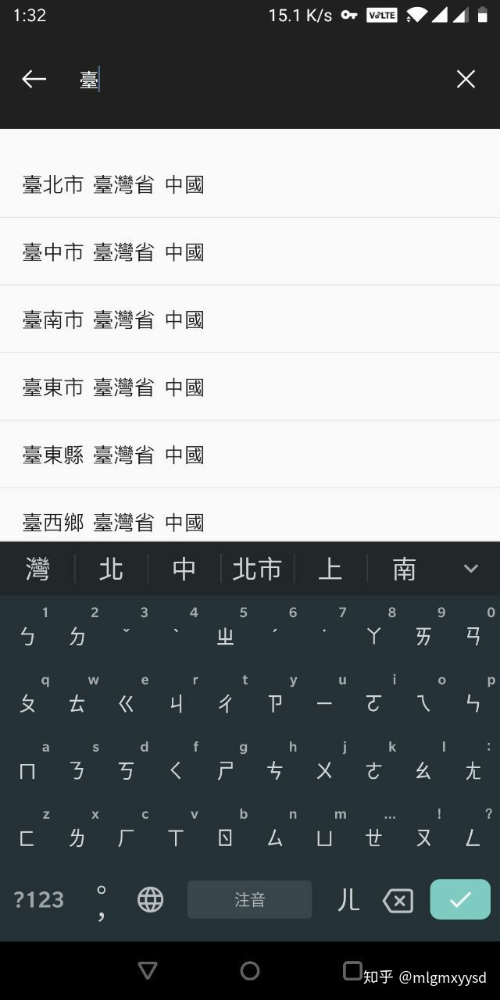 1:32 15.1 K/s VoLTE
臺
臺北市 臺灣省 中國
臺中市 臺灣省 中國
臺南市 臺灣省 中國
臺東市 臺灣省 中國
臺東縣 臺灣省 中國
臺西鄉 臺灣省 中國
灣 北 中 北市 上 南
1 2 3 4 5 6 7 8 9 0
ㄅ ㄉ ˇ ˋ ㄓ ˊ ˙ ㄚ ㄞ ㄢ
q w e r t y u i o p
ㄆ ㄊ ㄍ ㄐ ㄔ ㄗ ㄧ ㄛ ㄟ ㄣ
a s d f g h j k l :
ㄇ ㄋ ㄎ ㄑ ㄕ ㄘ ㄨ ㄜ ㄠ ㄤ
z x c v b n m ... ! ?
ㄈ ㄌ ㄏ ㄒ ㄖ ㄙ ㄩ ㄝ ㄡ ㄥ
?123 。 , 注音 ㄦ
知乎 @mlgmxyysd